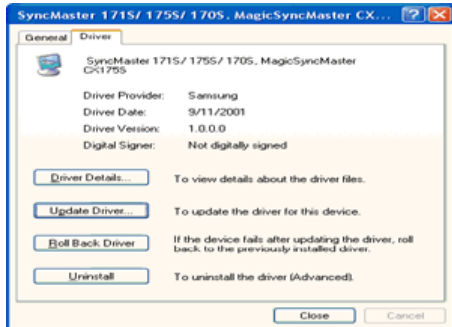 SyncMaster 171S/ 175S/ 170S, MagicSyncMaster CX...
General
Driver
SyncMaster 171S/ 175S/ 170S, MagicSyncMaster
CX175S
Driver Provider: Samsung
Driver Date: 9/11/2001
Driver Version: 1.0.0.0
Digital Signer: Not digitally signed
Driver Details... To view details about the driver files.
Update Driver... To update the driver for this device.
Roll Back Driver If the device fails after updating the driver, roll
back to the previously installed driver.
Uninstall To uninstall the driver (Advanced).
Close Cancel